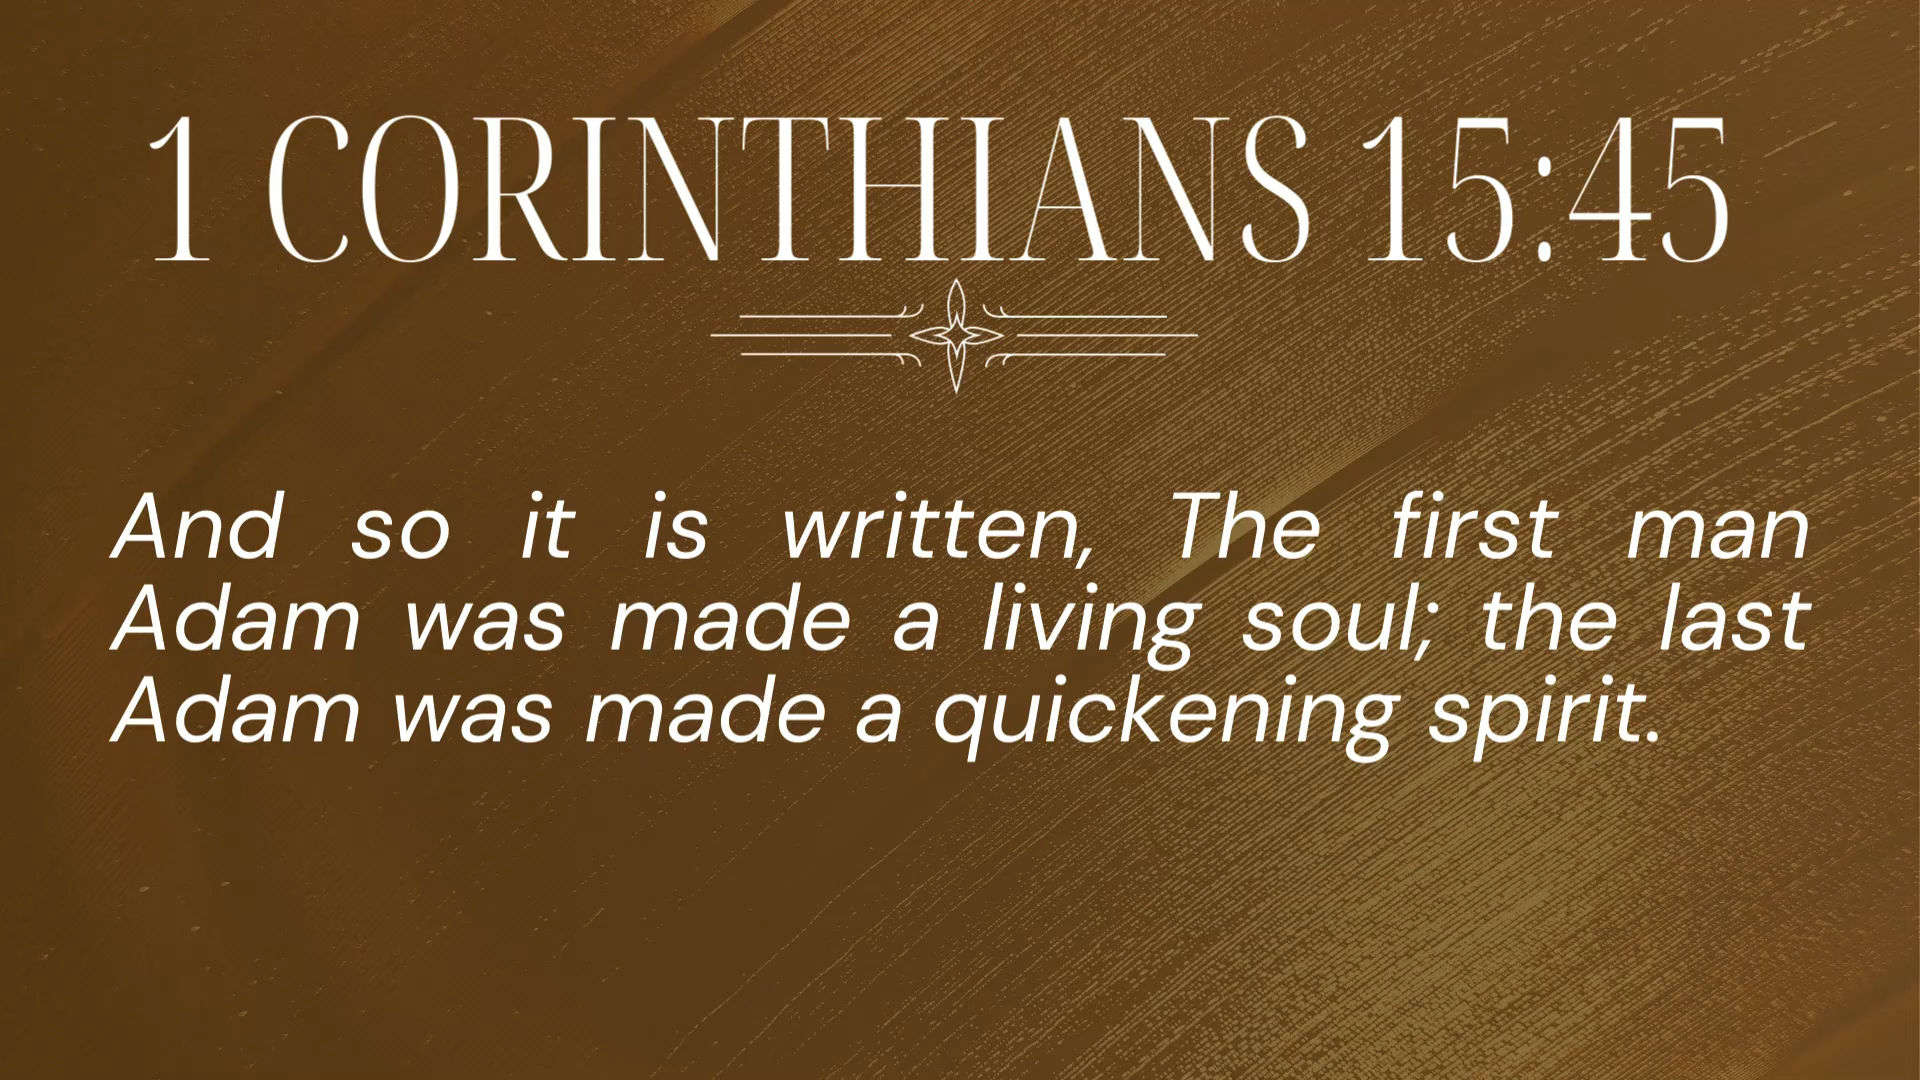 1 CORINTHIANS 15:45
And so it is written, The first man
Adam was made a living soul; the last
Adam was made a quickening spirit.